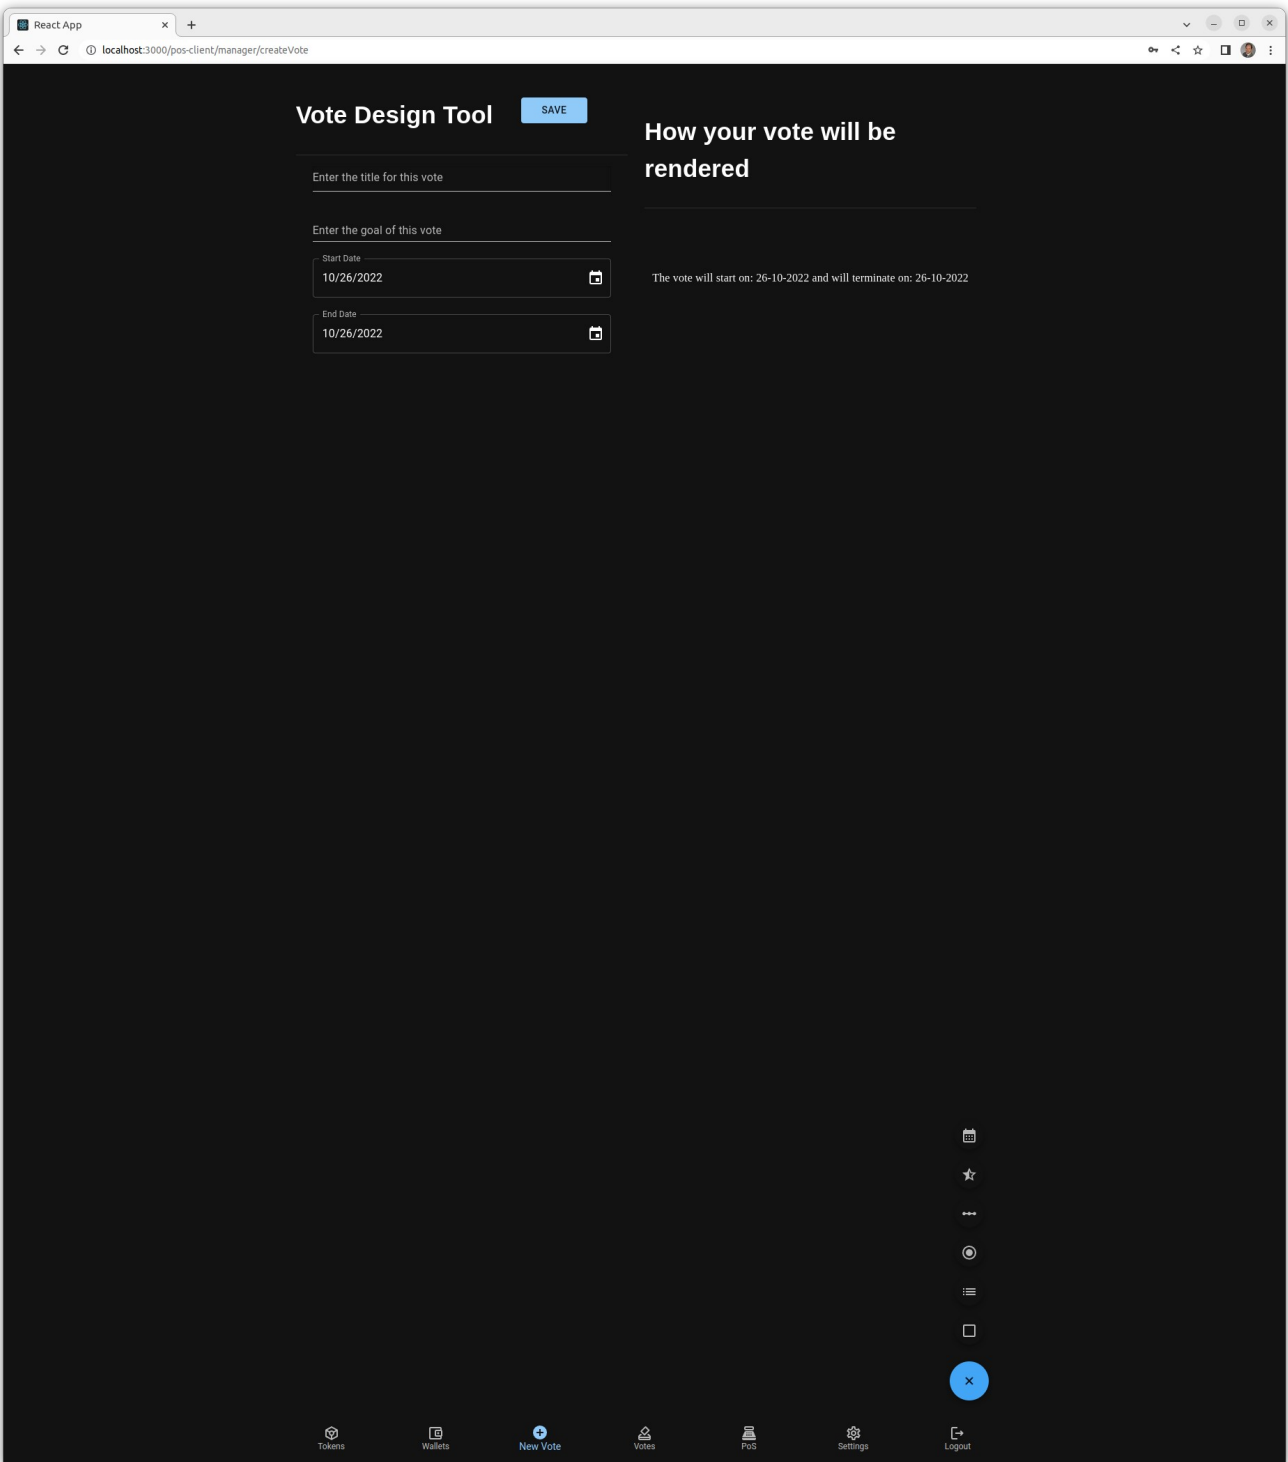 React App
localhost:3000/pos-client/manager/createVote
Vote Design Tool
SAVE
Enter the title for this vote
Enter the goal of this vote
Start Date
10/26/2022
End Date
10/26/2022
How your vote will be
rendered
The vote will start on: 26-10-2022 and will terminate on: 26-10-2022
Tokens
Wallets
New Vote
Votes
PoS
Settings
Logout